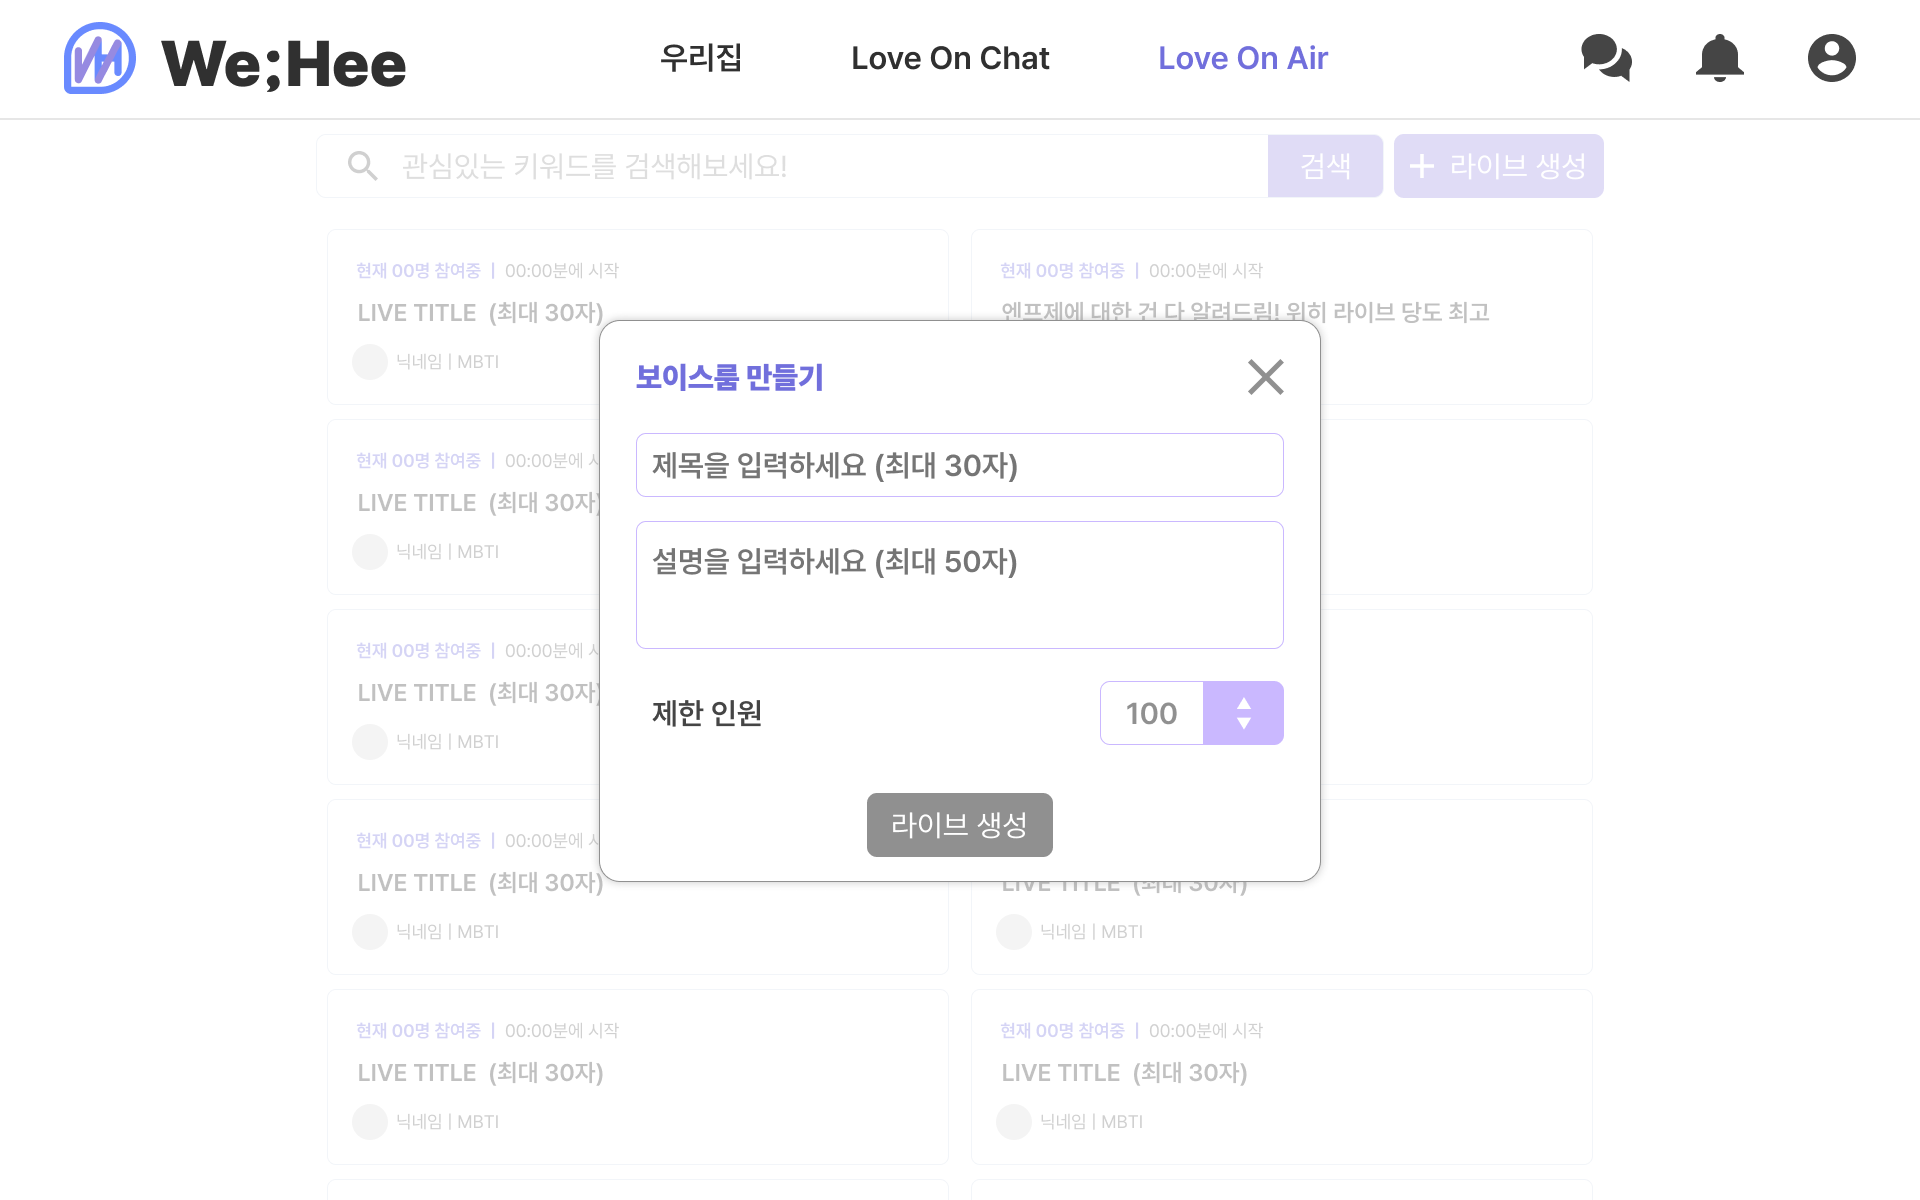 We;Hee
우리집
Love On Chat
Love On Air
관심있는 키워드를 검색해보세요!
검색
+ 라이브 생성
현재 00명 참여중 | 00:00분에 시작
LIVE TITLE (최대 30자)
닉네임 | MBTI
현재 00명 참여중 | 00:00분에 시작
엔프제에 대한 건 다 알려드림! 위히 라이브 당도 최고
보이스룸 만들기
제목을 입력하세요 (최대 30자)
설명을 입력하세요 (최대 50자)
제한 인원
100
라이브 생성
현재 00명 참여중 | 00:00분에
LIVE TITLE (최대 30자)
닉네임 | MBTI
현재 00명 참여중 | 00:00분에
LIVE TITLE (최대 30자)
닉네임 | MBTI
현재 00명 참여중 | 00:00분에
LIVE TITLE (최대 30자)
닉네임 | MBTI
LIVE TITLE (최대 30자)
닉네임 | MBTI
현재 00명 참여중 | 00:00분에 시작
LIVE TITLE (최대 30자)
닉네임 | MBTI
현재 00명 참여중 | 00:00분에 시작
LIVE TITLE (최대 30자)
닉네임 | MBTI